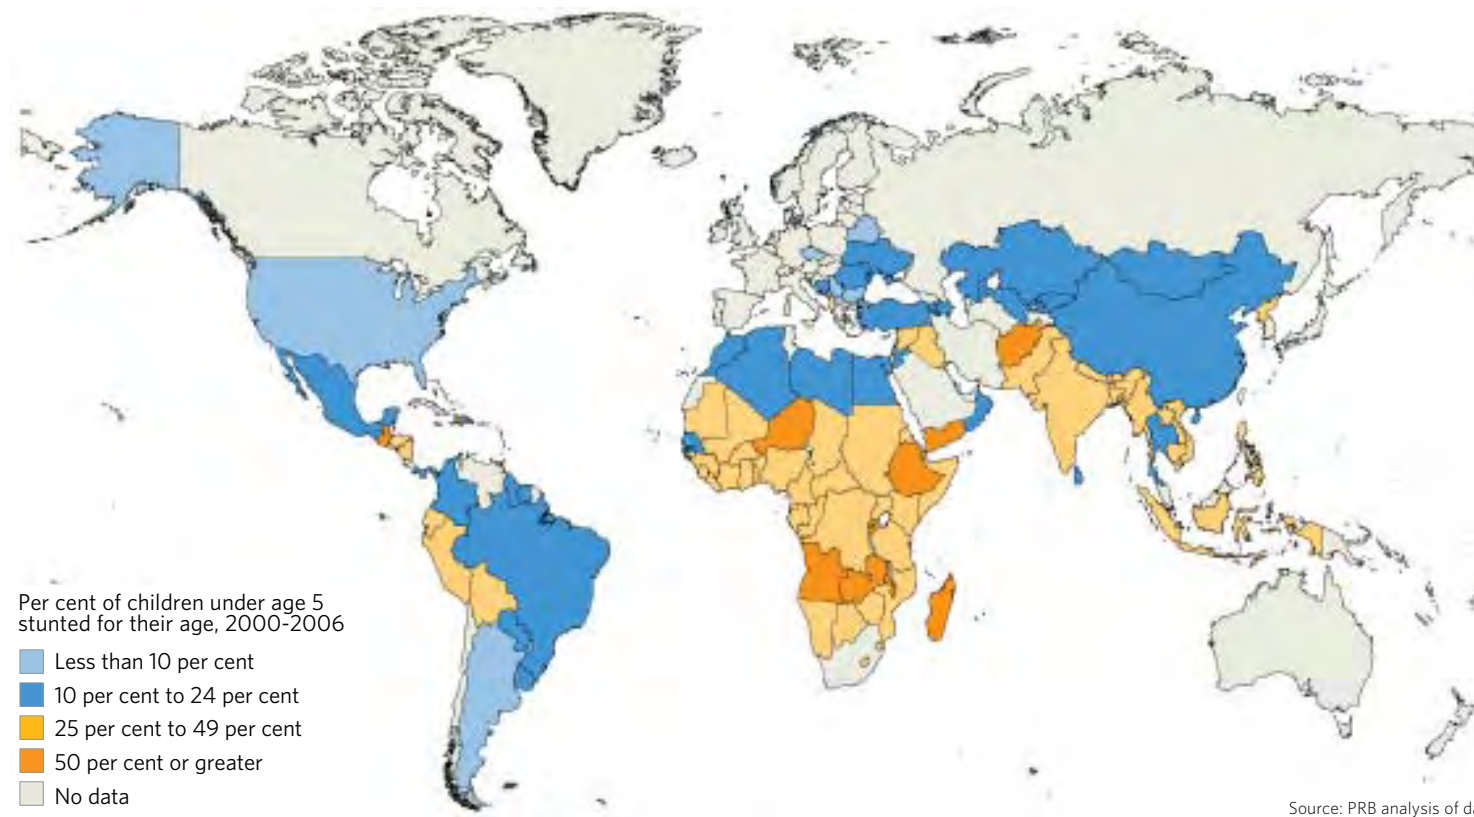 Per cent of children under age 5
stunted for their age, 2000-2006
Less than 10 per cent
10 per cent to 24 per cent
25 per cent to 49 per cent
50 per cent or greater
No data
Source: PRB analysis of